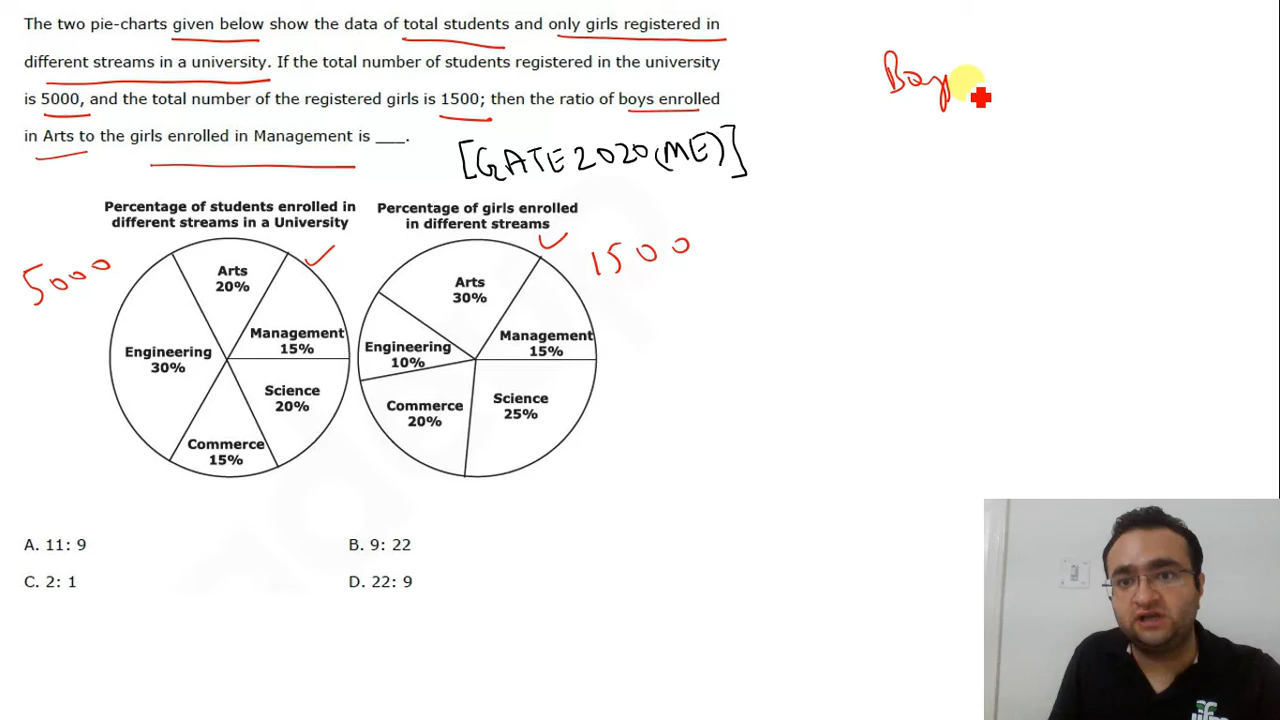 The two pie-charts given below show the data of total students and only girls registered in
different streams in a university. If the total number of students registered in the university
is 5000, and the total number of the registered girls is 1500; then the ratio of boys enrolled
in Arts to the girls enrolled in Management is ___.
Boy
[GATE 2020 (ME)]
Percentage of students enrolled in
different streams in a University
Percentage of girls enrolled
in different streams
5000
1500
Arts
20%
Management
15%
Engineering
30%
Science
20%
Commerce
15%
Arts
30%
Management
15%
Engineering
10%
Commerce
20%
Science
25%
A. 11: 9
B. 9: 22
C. 2: 1
D. 22: 9